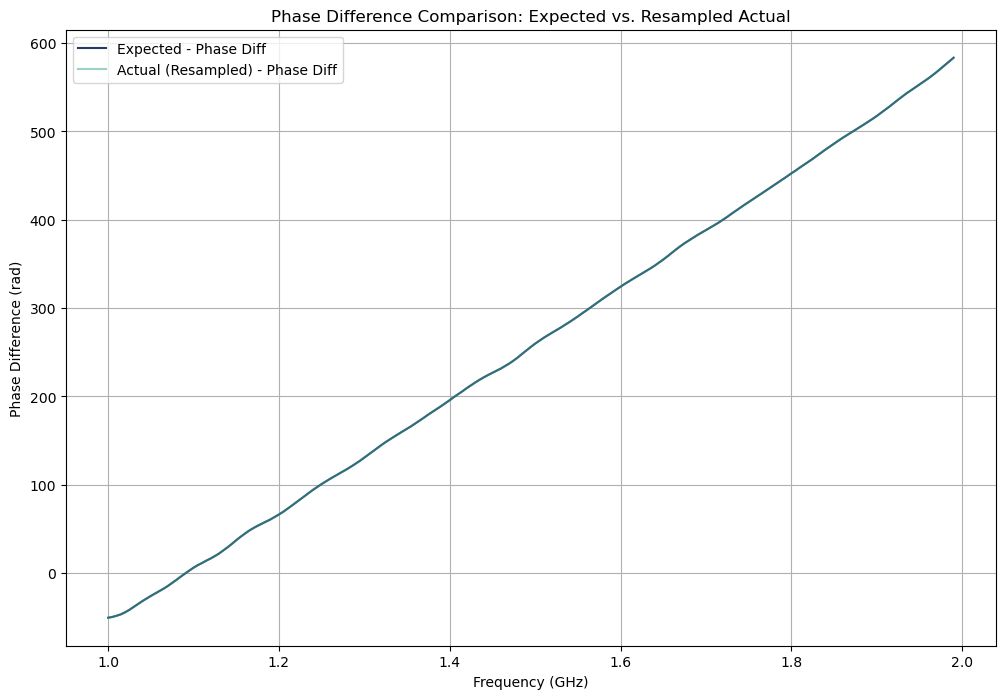 Phase Difference Comparison: Expected vs. Resampled Actual
Expected - Phase Diff
Actual (Resampled) - Phase Diff
600
500
400
300
200
100
0
Phase Difference (rad)
1.0 1.2 1.4 1.6 1.8 2.0
Frequency (GHz)